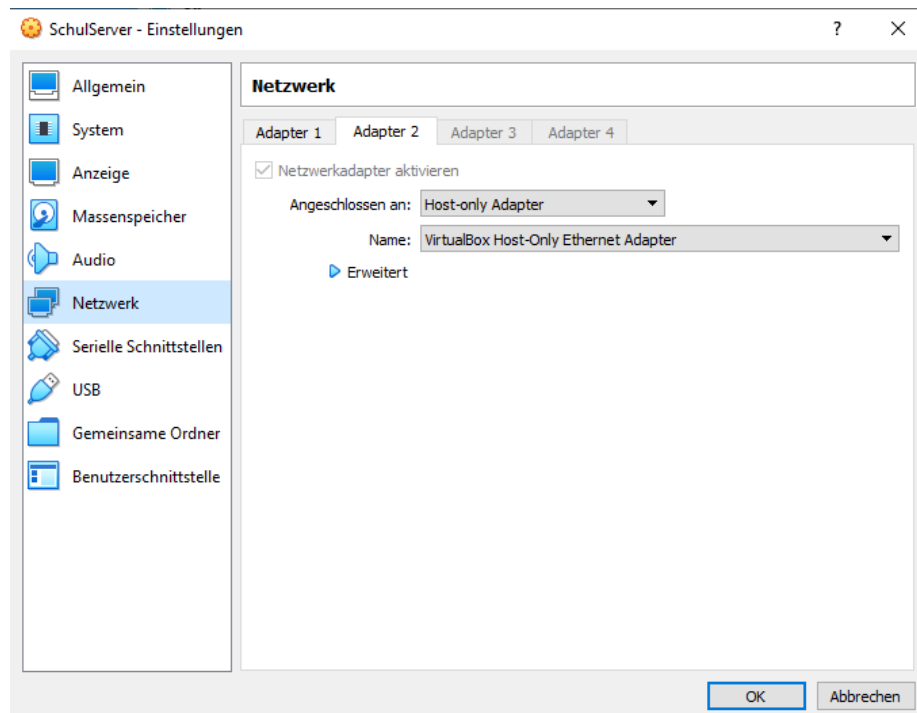 SchulServer - Einstellungen
?
Allgemein
System
Anzeige
Massenspeicher
Audio
Netzwerk
Serielle Schnittstellen
USB
Gemeinsame Ordner
Benutzerschnittstelle
Netzwerk
Adapter 1 Adapter 2 Adapter 3 Adapter 4
Netzwerkadapter aktivieren
Angeschlossen an: Host-only Adapter
Name: VirtualBox Host-Only Ethernet Adapter
Erweitert
OK Abbrechen